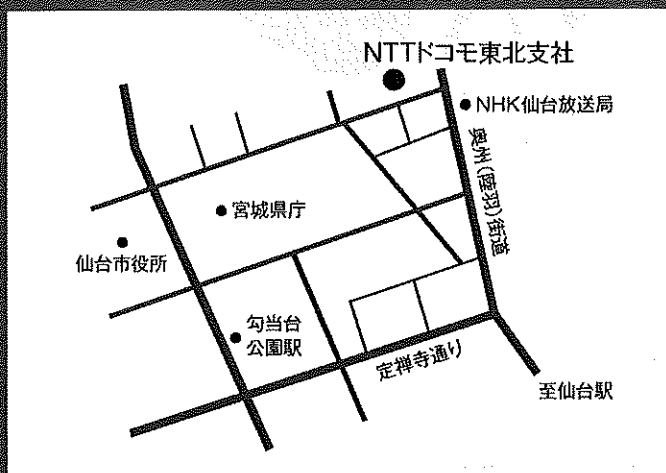 NTTドコモ東北支社
NHK仙台放送局
奥州(陸羽)街道
宮城県庁
仙台市役所
勾当台
公園駅
定禅寺通り
至仙台駅